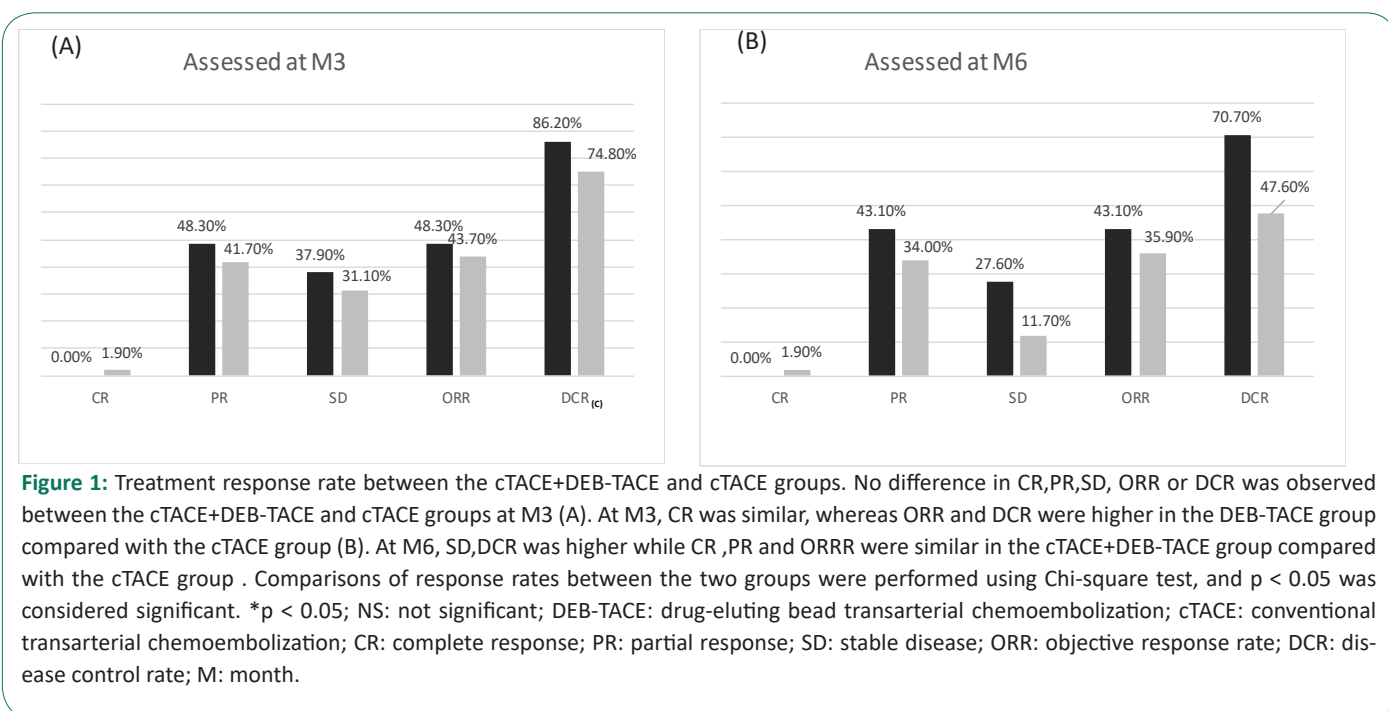 (A)
Assessed at M3
86.20%
74.80%
48.30%
48.30%
41.70%
43.70%
37.90%
31.10%
0.00%
1.90%
CR
PR
SD
ORR
DCR (C)
(B)
Assessed at M6
70.70%
47.60%
43.10%
43.10%
34.00%
35.90%
27.60%
11.70%
0.00%
1.90%
CR
PR
SD
ORR
DCR
Figure 1: Treatment response rate between the cTACE+DEB-TACE and cTACE groups. No difference in CR,PR,SD, ORR or DCR was observed
between the cTACE+DEB-TACE and cTACE groups at M3 (A). At M3, CR was similar, whereas ORR and DCR were higher in the DEB-TACE group
compared with the cTACE group (B). At M6, SD,DCR was higher while CR ,PR and ORRR were similar in the cTACE+DEB-TACE group compared
with the cTACE group . Comparisons of response rates between the two groups were performed using Chi-square test, and p < 0.05 was
considered significant. *p < 0.05; NS: not significant; DEB-TACE: drug-eluting bead transarterial chemoembolization; cTACE: conventional
transarterial chemoembolization; CR: complete response; PR: partial response; SD: stable disease; ORR: objective response rate; DCR: dis-
ease control rate; M: month.